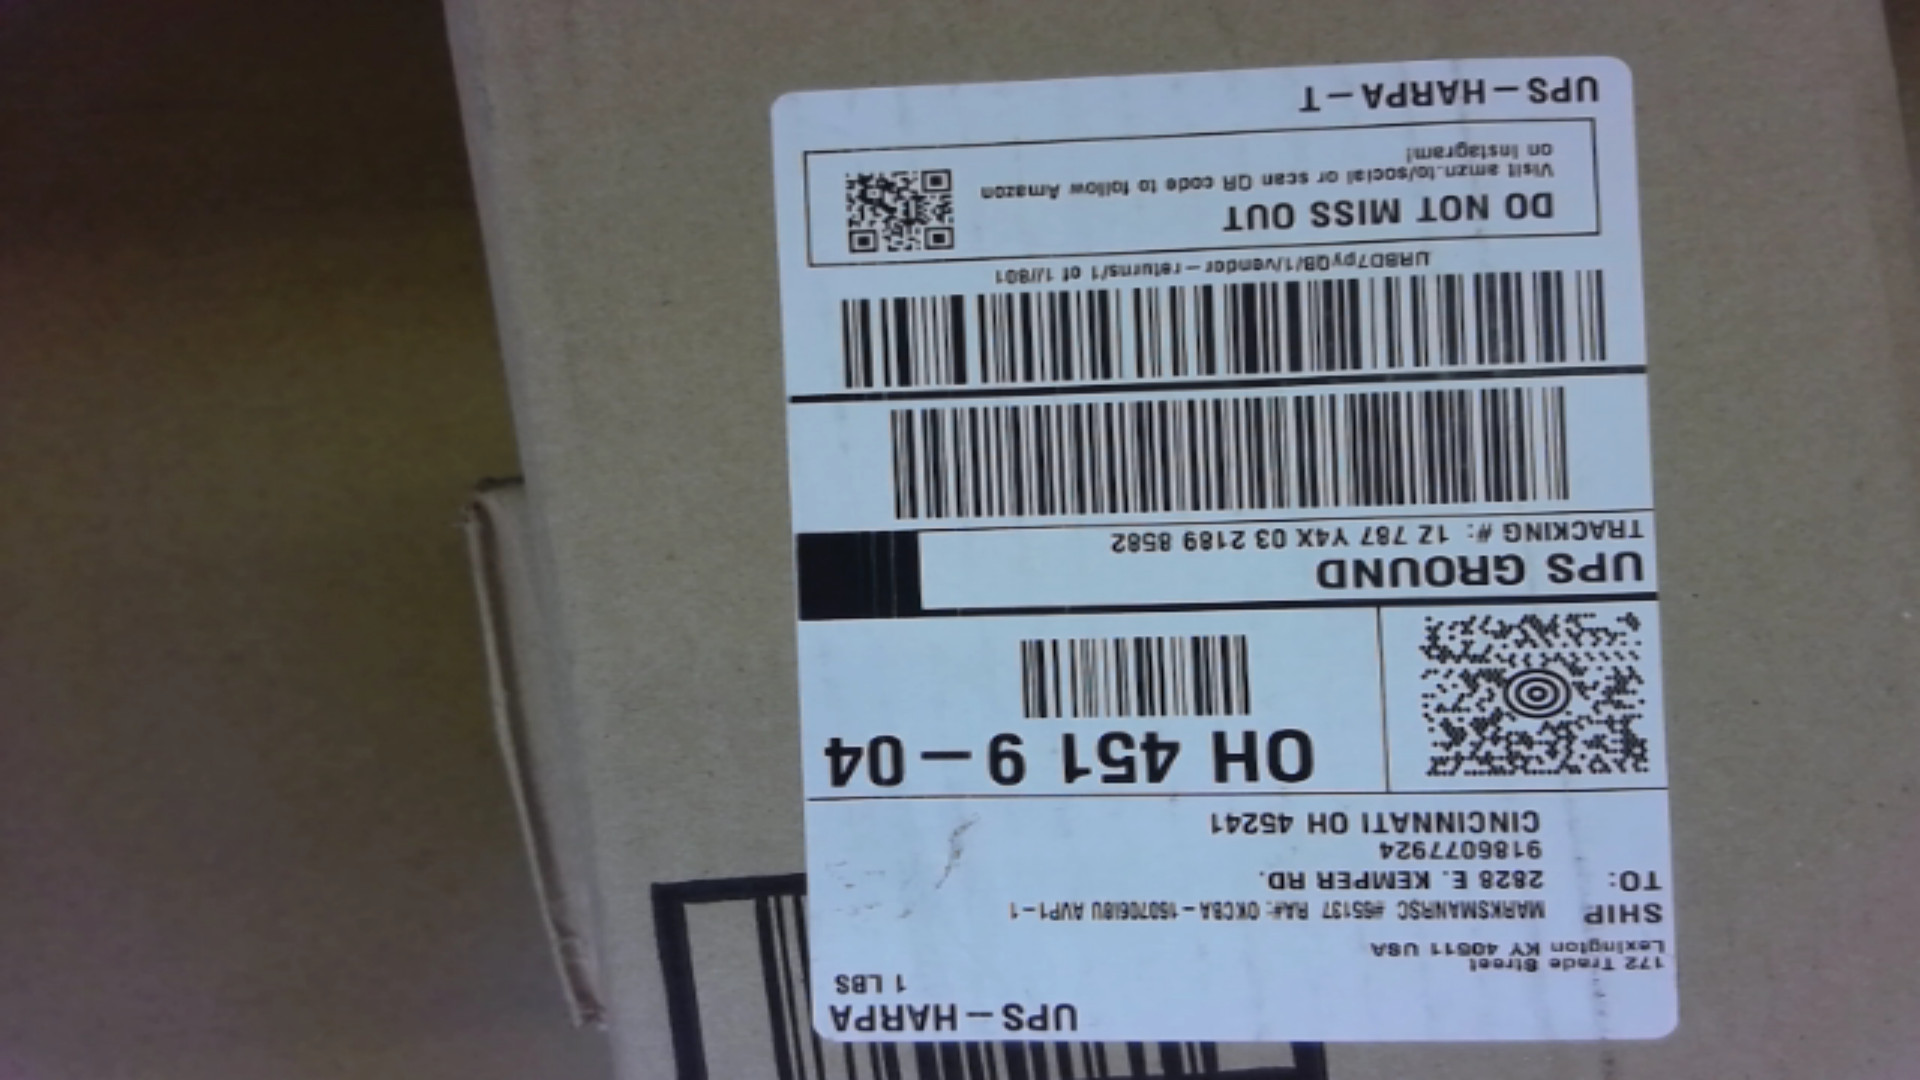 UPS-HARPA
1 LBS
172 Trade Street
Lexington KY 40511 USA
SHIP TO:
MARKSMANRSC #65137 RA#: OKCBA-15070618U AVP1-1
2828 E. KEMPER RD.
9186077924
CINCINNATI OH 45241
OH 451 9-04
UPS GROUND
TRACKING #: 1Z 787 Y4X 03 2189 8582
UR8D7pyQB/1/vendor-returns/1 of 1//801
DO NOT MISS OUT
Visit amzn.to/social or scan QR code to follow Amazon
on Instagram!
UPS-HARPA-T